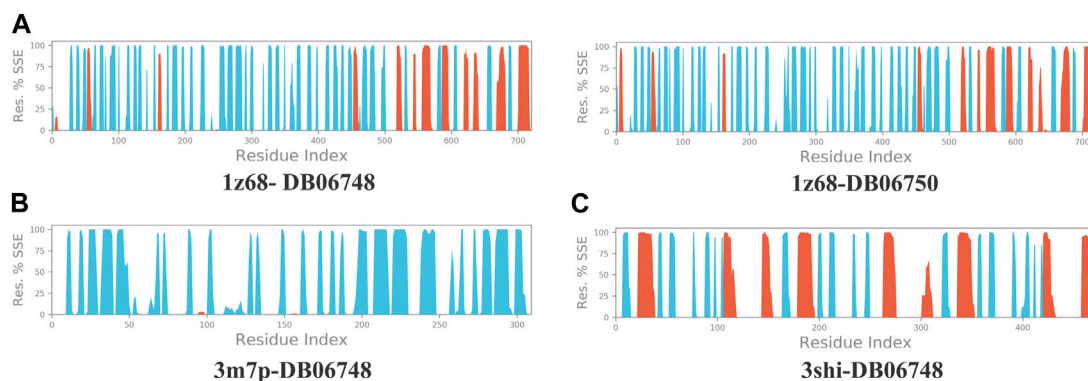 A
Res. % SSE
100
75
50
25
0
0 100 200 300 400 500 600 700
Residue Index
1z68- DB06748
Res. % SSE
100
75
50
25
0
0 100 200 300 400 500 600 700
Residue Index
1z68-DB06750
B
Res. % SSE
100
75
50
25
0
0 50 100 150 200 250 300
Residue Index
3m7p-DB06748
C
Res. % SSE
100
75
50
25
0
0 100 200 300 400
Residue Index
3shi-DB06748